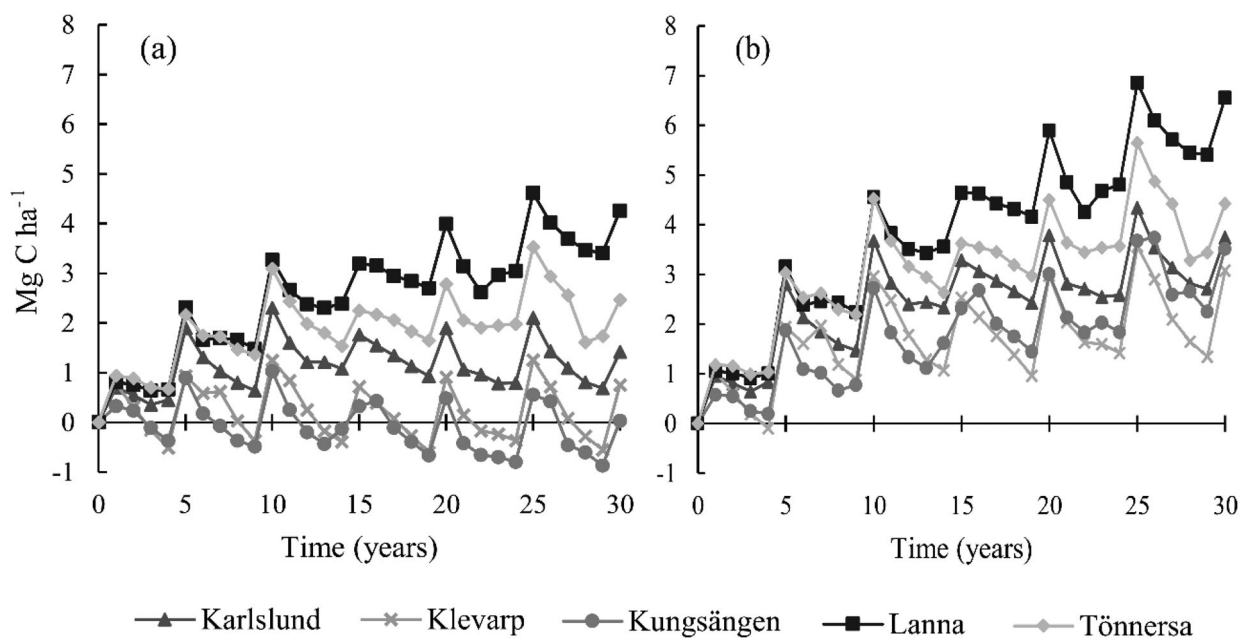 (a)
(b)
Mg C ha⁻¹
8
7
6
5
4
3
2
1
0
-1
0 5 10 15 20 25 30
Time (years)
8
7
6
5
4
3
2
1
0
-1
0 5 10 15 20 25 30
Time (years)
Karlslund Klevarp Kungsängen Lanna Tönnersa